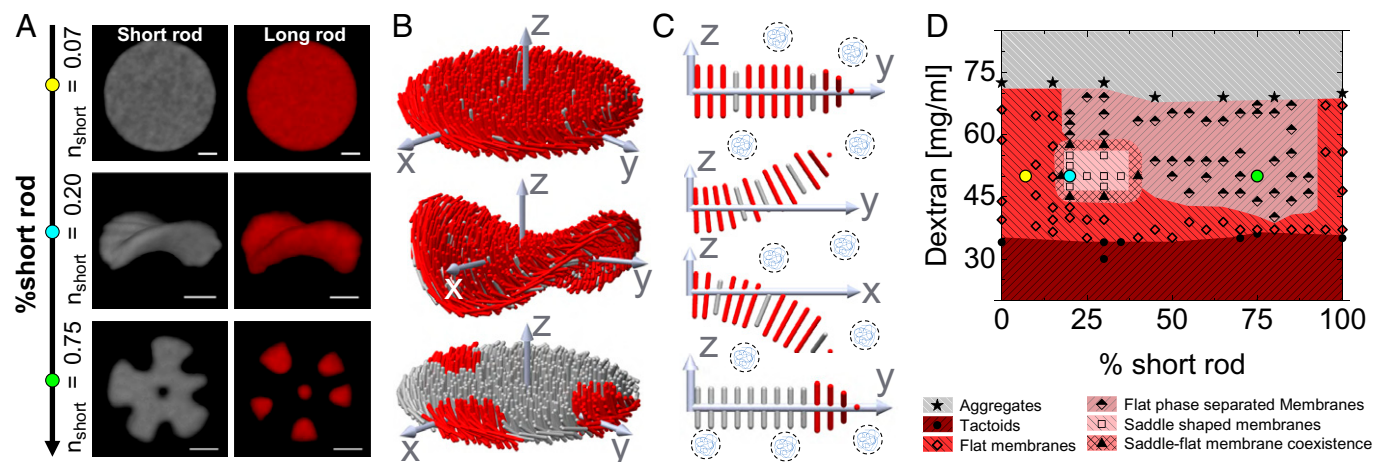 A
Short rod
Long rod
%short rod
n_short = 0.07
n_short = 0.20
n_short = 0.75
B
z
x
y
z
x
y
z
x
y
C
z
y
z
y
z
x
z
y
D
Dextran [mg/ml]
75
60
45
30
0 25 50 75 100
% short rod
Aggregates
Tactoids
Flat membranes
Flat phase separated Membranes
Saddle shaped membranes
Saddle-flat membrane coexistence